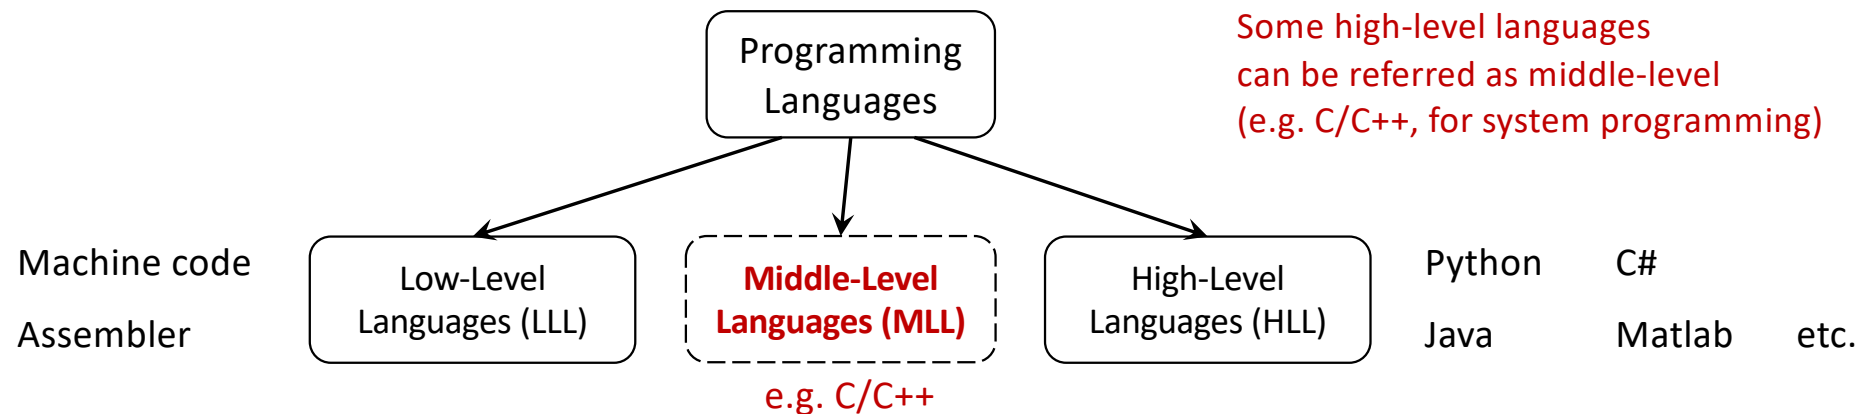 Programming
Languages
Some high-level languages
can be referred as middle-level
(e.g. C/C++, for system programming)
Machine code
Assembler
Low-Level
Languages (LLL)
Middle-Level
Languages (MLL)
e.g. C/C++
High-Level
Languages (HLL)
Python C#
Java Matlab etc.